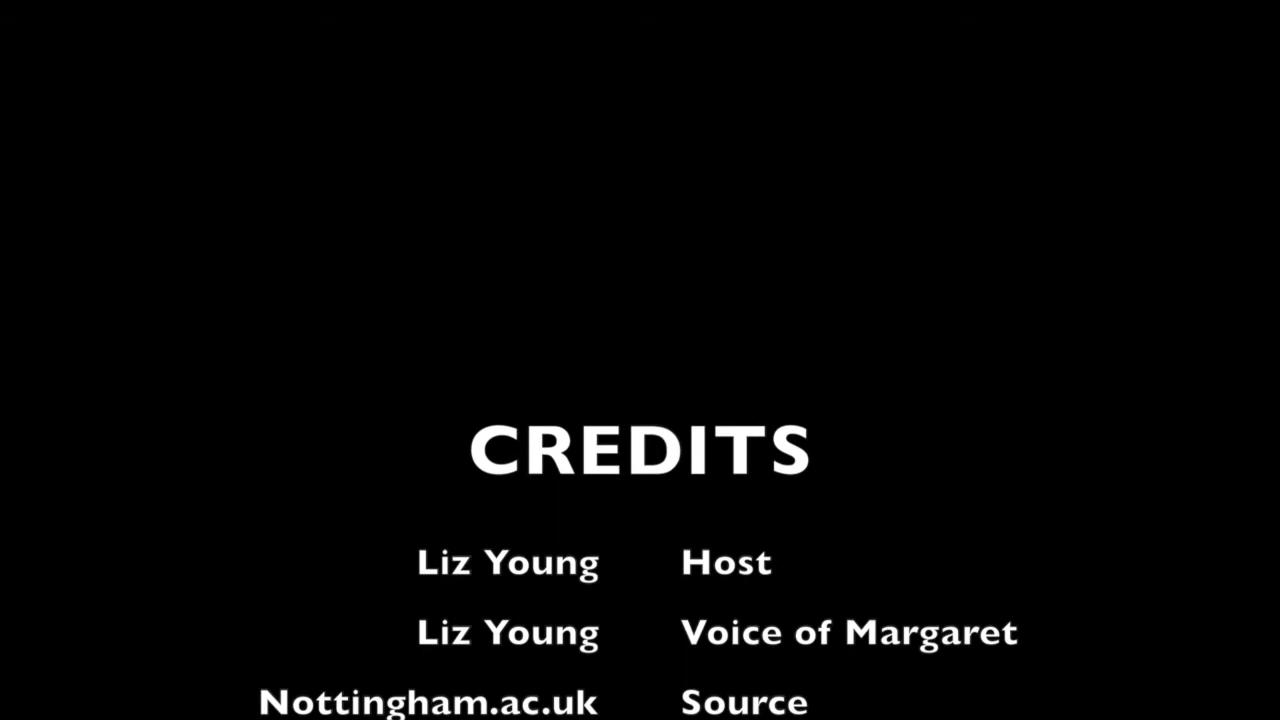 CREDITS
Liz Young Host
Liz Young Voice of Margaret
Nottingham.ac.uk Source